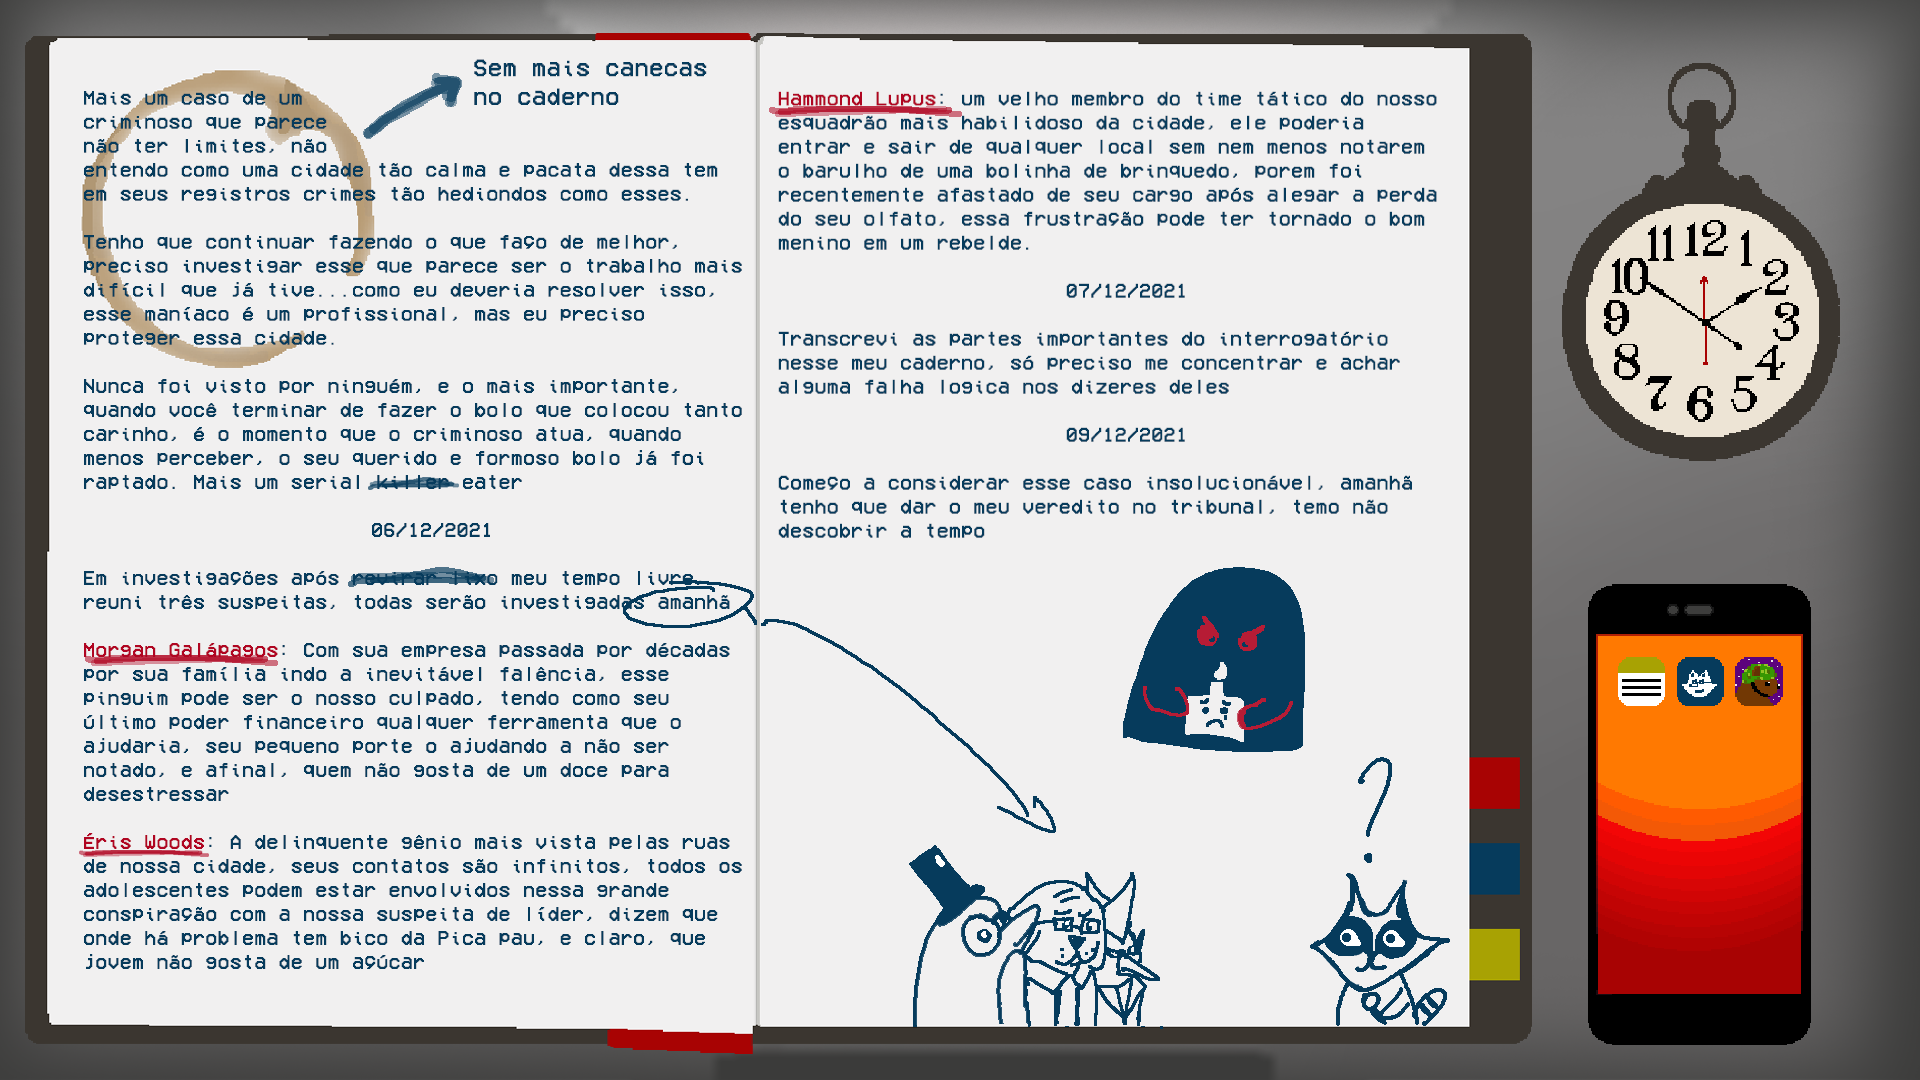 Sem mais canecas
no caderno
Mais um caso de um
criminoso que parece
não ter limites, não
entendo como uma cidade tão calma e pacata dessa tem
em seus registros crimes tão hediondos como esses.
Tenho que continuar fazendo o que faço de melhor,
preciso investigar esse que parece ser o trabalho mais
difícil que já tive...como eu deveria resolver isso,
esse maníaco é um profissional, mas eu preciso
proteger essa cidade.
Nunca foi visto por ninguém, e o mais importante,
quando você terminar de fazer o bolo que colocou tanto
carinho, é o momento que o criminoso atua, quando
menos perceber, o seu querido e formoso bolo já foi
raptado. Mais um serial killer eater
06/12/2021
Em investigações após revirar lixo meu tempo livre,
reuni três suspeitas, todas serão investigadas amanhã
Morgan Galápagos: Com sua empresa passada por décadas
por sua família indo a inevitável falência, esse
pinguim pode ser o nosso culpado, tendo como seu
último poder financeiro qualquer ferramenta que o
ajudaria, seu pequeno porte o ajudando a não ser
notado, e afinal, quem não gosta de um doce para
desestressar
Éris Woods: A delinquente gênio mais vista pelas ruas
de nossa cidade, seus contatos são infinitos, todos os
adolescentes podem estar envolvidos nessa grande
conspiração com a nossa suspeita de líder, dizem que
onde há problema tem bico da Pica pau, e claro, que
jovem não gosta de um açúcar
Hammond Lupus: um velho membro do time tático do nosso
esquadrão mais habilidoso da cidade, ele poderia
entrar e sair de qualquer local sem nem menos notarem
o barulho de uma bolinha de brinquedo, porem foi
recentemente afastado de seu cargo após alegar a perda
do seu olfato, essa frustração pode ter tornado o bom
menino em um rebelde.
07/12/2021
Transcrevi as partes importantes do interrogatório
nesse meu caderno, só preciso me concentrar e achar
alguma falha logica nos dizeres deles
09/12/2021
Começo a considerar esse caso insolucionável, amanhã
tenho que dar o meu veredito no tribunal, temo não
descobrir a tempo
?
12
1
2
3
4
5
6
7
8
9
10
11